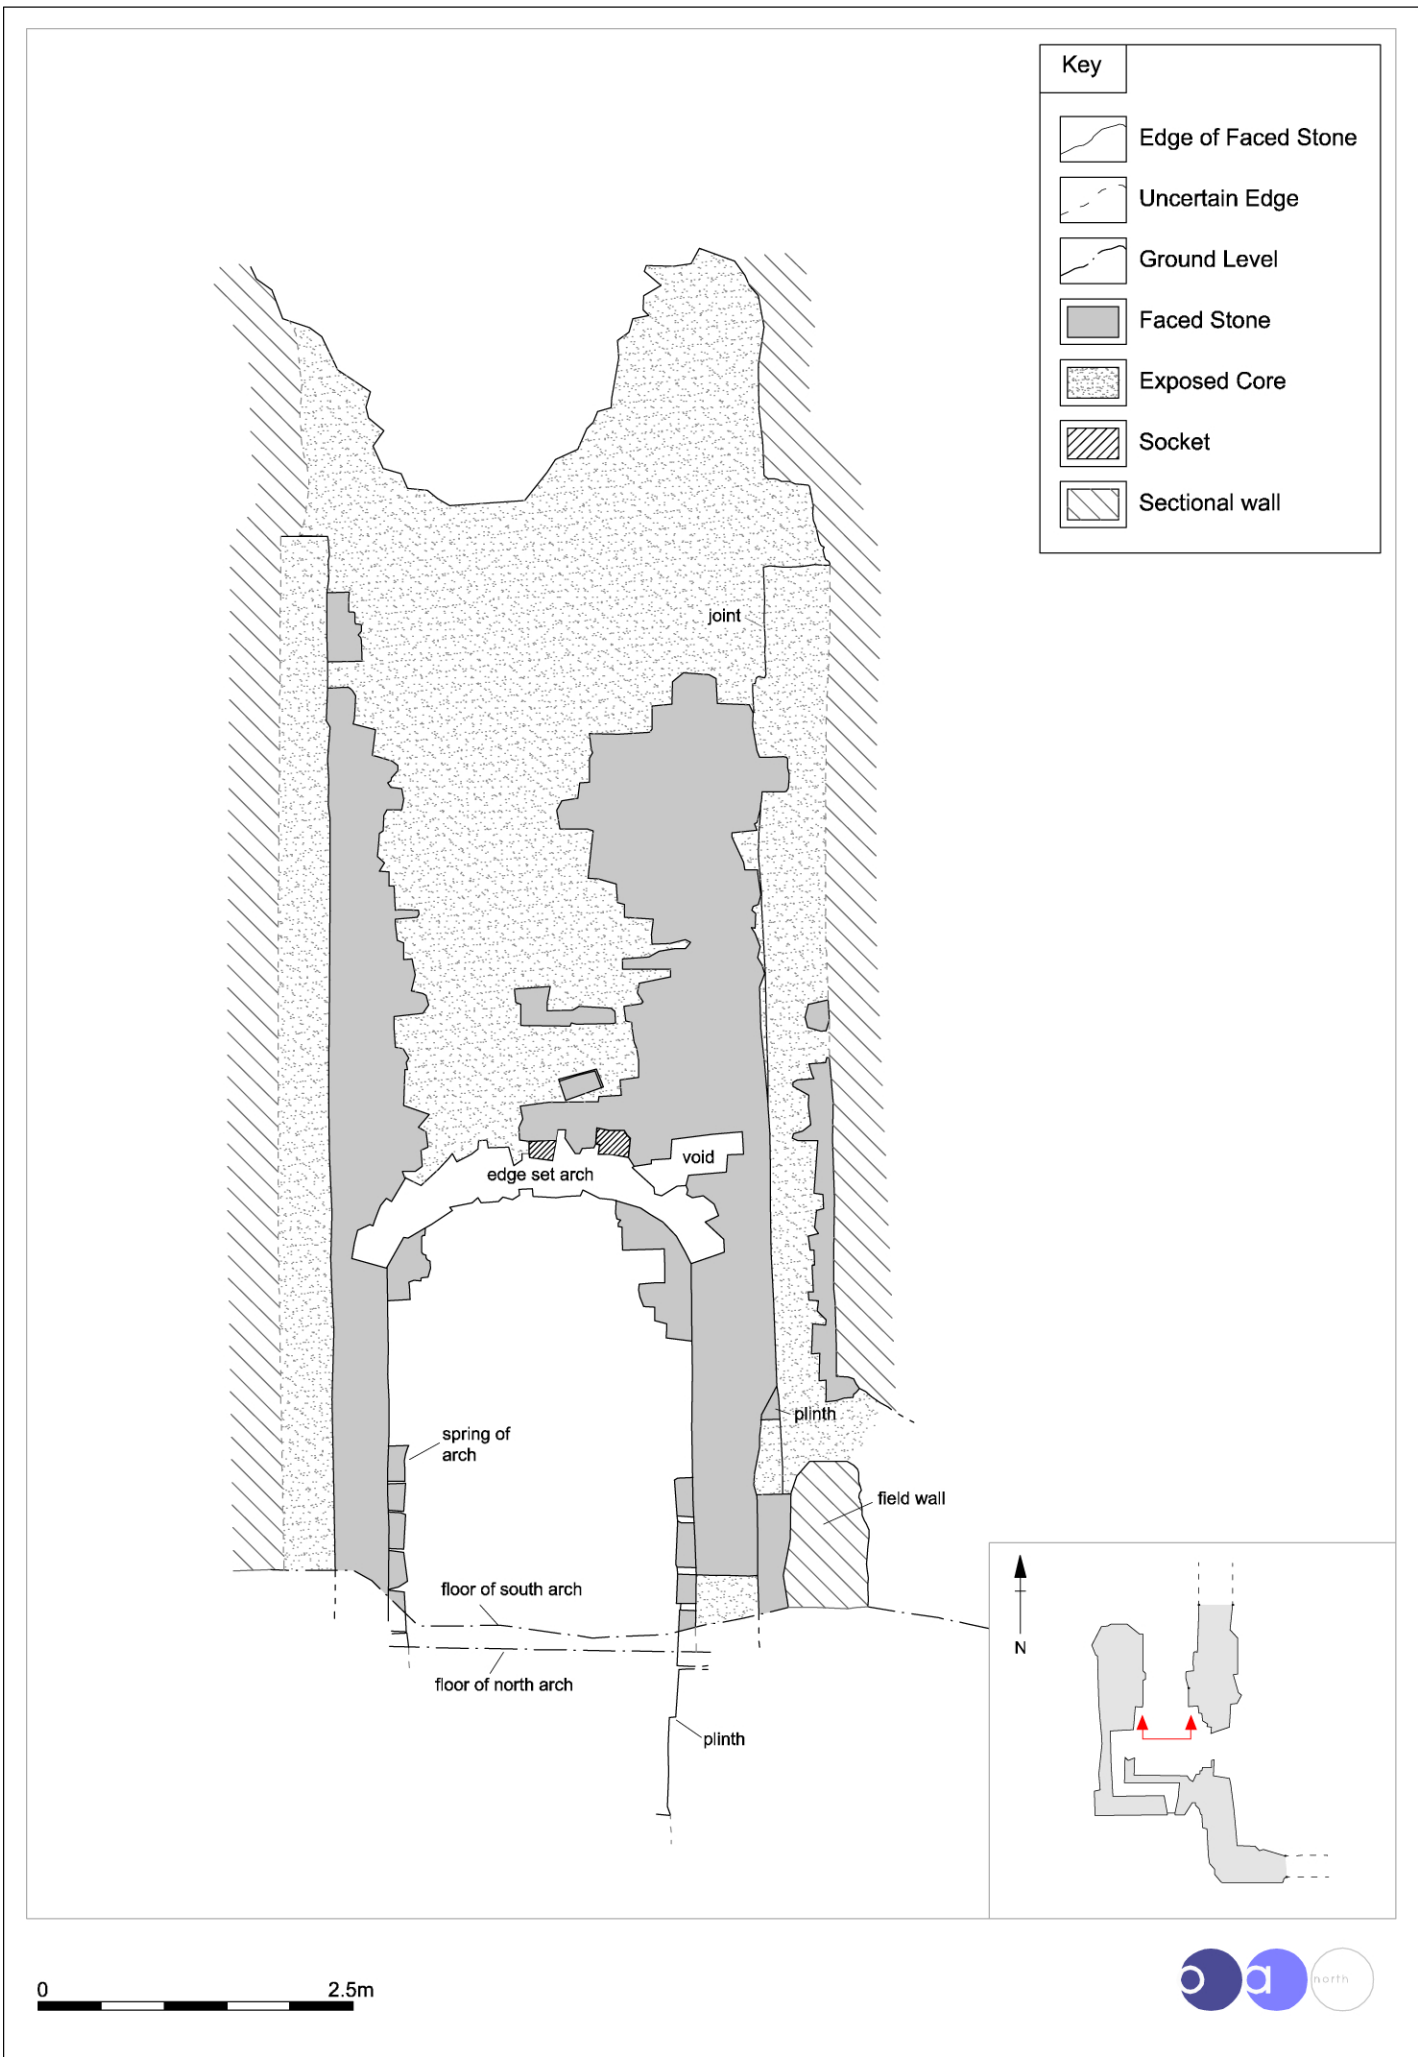 Key
Edge of Faced Stone
Uncertain Edge
Ground Level
Faced Stone
Exposed Core
Socket
Sectional wall
joint
void
edge set arch
plinth
spring of
arch
field wall
floor of south arch
floor of north arch
plinth
N
0 2.5m
oa north